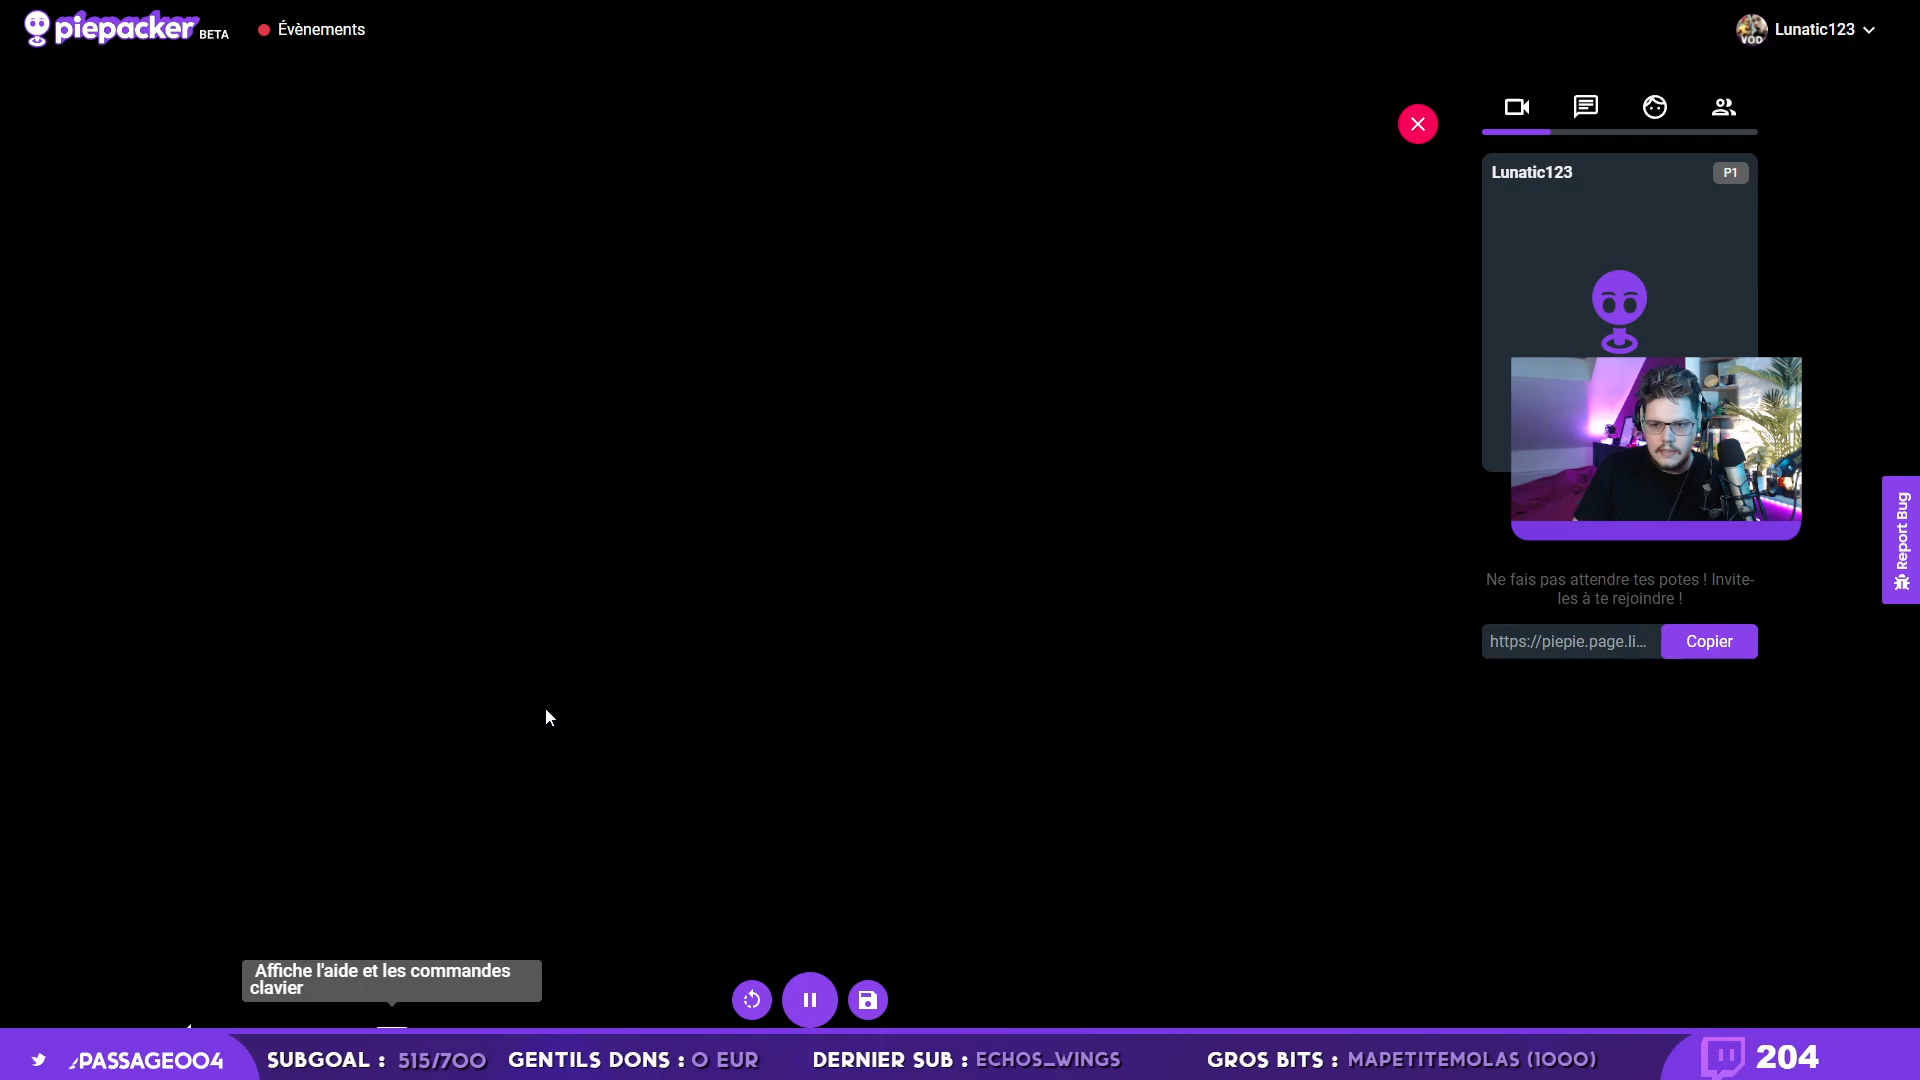 piepacker BETA
Évènements
VOD
Lunatic123
Lunatic123
P1
Report Bug
Ne fais pas attendre tes potes ! Invite-
les à te rejoindre !
https://piepie.page.li...
Copier
Affiche l'aide et les commandes
clavier
./PASSAGE004
SUBGOAL : 515/700
GENTILS DONS : 0 EUR
DERNIER SUB : ECHOS_WINGS
GROS BITS : MAPETITEMOLAS (1000)
204